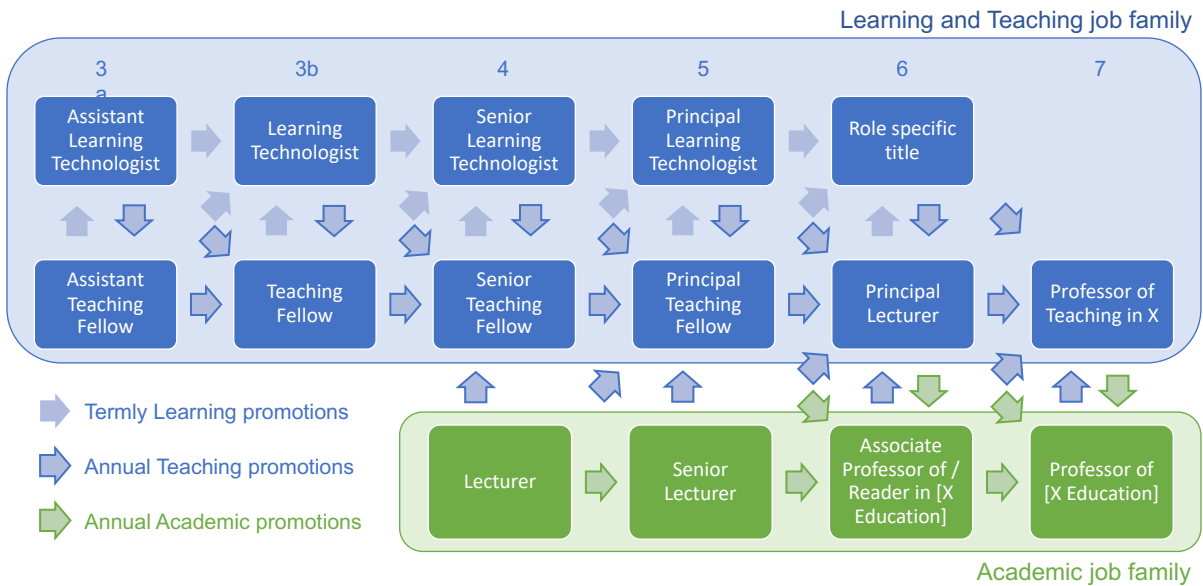 Learning and Teaching job family
3
a
3b
4
5
6
7
Assistant
Learning
Technologist
Learning
Technologist
Senior
Learning
Technologist
Principal
Learning
Technologist
Role specific
title
Assistant
Teaching
Fellow
Teaching
Fellow
Senior
Teaching
Fellow
Principal
Teaching
Fellow
Principal
Lecturer
Professor of
Teaching in X
Termly Learning promotions
Annual Teaching promotions
Annual Academic promotions
Lecturer
Senior
Lecturer
Associate
Professor of /
Reader in [X
Education]
Professor of
[X Education]
Academic job family